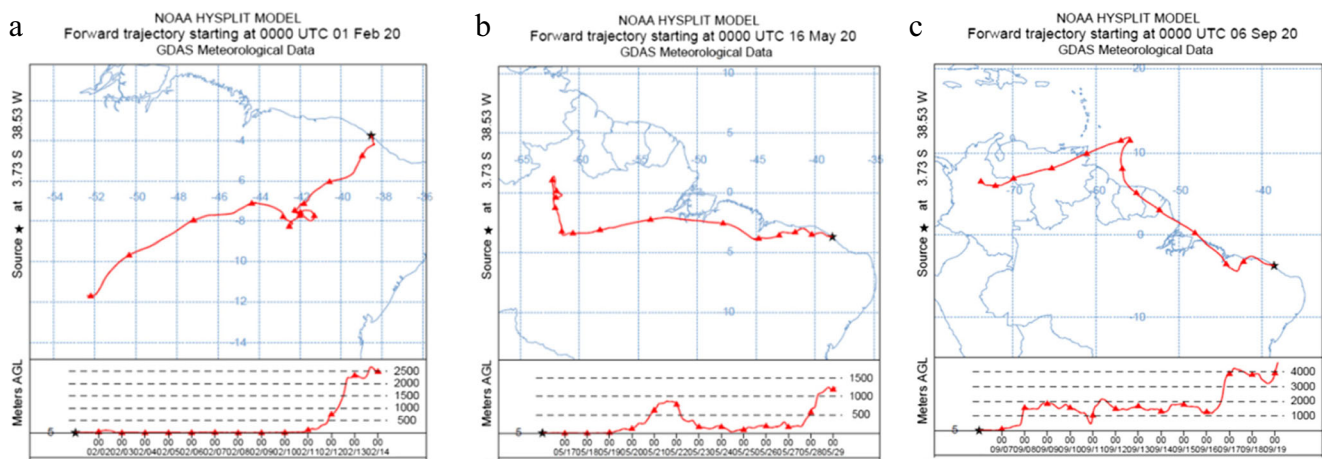 a
NOAA HYSPLIT MODEL
Forward trajectory starting at 0000 UTC 01 Feb 20
GDAS Meteorological Data
Source ★ at 3.73 S 38.53 W
-54 -52 -50 -48 -46 -44 -42 -40 -38 -36
-4
-6
-8
-10
-12
-14
Meters AGL
5
2500
2000
1500
1000
500
00 00 00 00 00 00 00 00 00 00 00 00 00
02/02 02/03 02/04 02/05 02/06 02/07 02/08 02/09 02/10 02/11 02/12 02/13 02/14
b
NOAA HYSPLIT MODEL
Forward trajectory starting at 0000 UTC 16 May 20
GDAS Meteorological Data
Source ★ at 3.73 S 38.53 W
10
5
-65 -60 -55 -50 -45 -40 -35
0
-5
-10
Meters AGL
5
1500
1000
500
00 00 00 00 00 00 00 00 00 00 00 00 00
05/17 05/18 05/19 05/20 05/21 05/22 05/23 05/24 05/25 05/26 05/27 05/28 05/29
c
NOAA HYSPLIT MODEL
Forward trajectory starting at 0000 UTC 06 Sep 20
GDAS Meteorological Data
Source ★ at 3.73 S 38.53 W
20
10
-70 -60 -50 -40
0
-10
Meters AGL
5
4000
3000
2000
1000
00 00 00 00 00 00 00 00 00 00 00 00 00
09/07 09/08 09/09 09/10 09/11 09/12 09/13 09/14 09/15 09/16 09/17 09/18 09/19